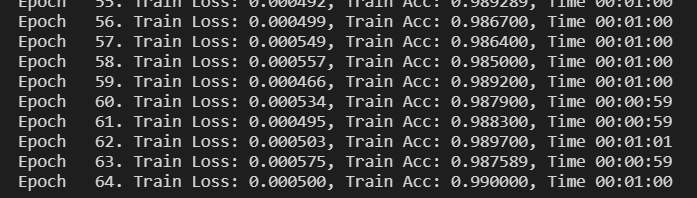 Epoch 55. Train Loss: 0.000492, Train Acc: 0.989289, Time 00:01:00
Epoch 56. Train Loss: 0.000499, Train Acc: 0.986700, Time 00:01:00
Epoch 57. Train Loss: 0.000549, Train Acc: 0.986400, Time 00:01:00
Epoch 58. Train Loss: 0.000557, Train Acc: 0.985000, Time 00:01:00
Epoch 59. Train Loss: 0.000466, Train Acc: 0.989200, Time 00:01:00
Epoch 60. Train Loss: 0.000534, Train Acc: 0.987900, Time 00:00:59
Epoch 61. Train Loss: 0.000495, Train Acc: 0.988300, Time 00:00:59
Epoch 62. Train Loss: 0.000503, Train Acc: 0.989700, Time 00:01:01
Epoch 63. Train Loss: 0.000575, Train Acc: 0.987589, Time 00:00:59
Epoch 64. Train Loss: 0.000500, Train Acc: 0.990000, Time 00:01:00